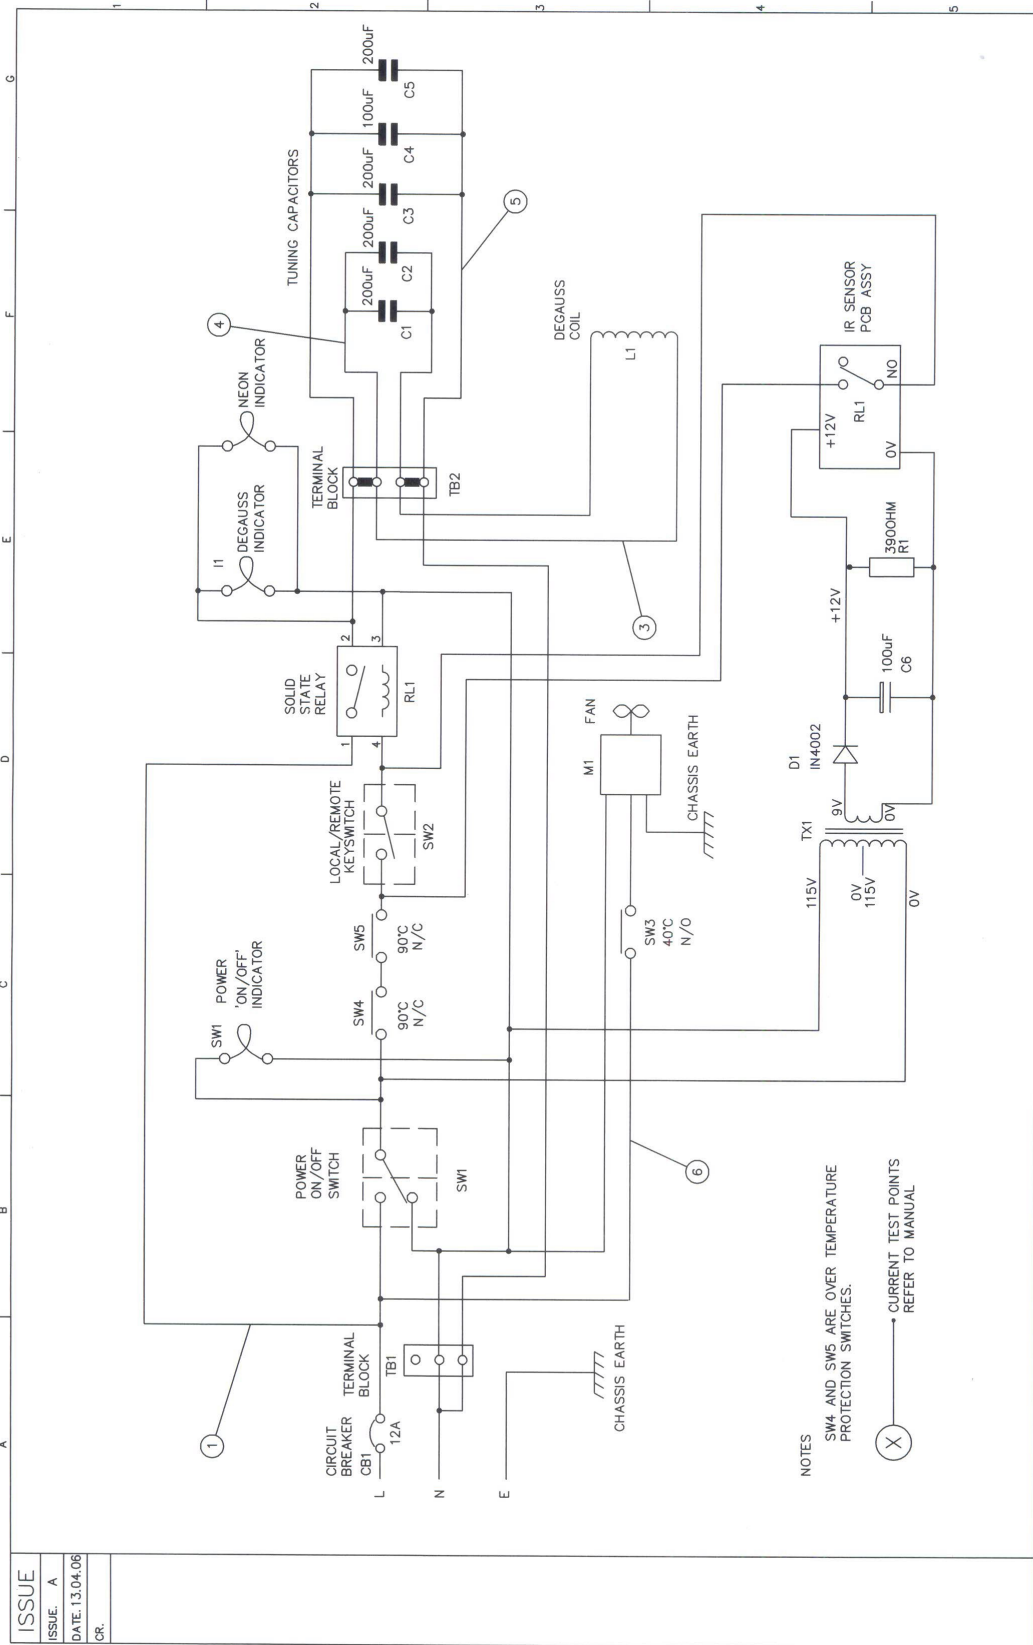 ISSUE
ISSUE. A
DATE. 13.04.06
CR.
A
B
C
D
E
F
G
1
2
3
4
5
1
CIRCUIT
BREAKER
CB1
12A
L
N
E
TERMINAL
BLOCK
TB1
CHASSIS EARTH
POWER
ON/OFF
SWITCH
SW1
SW1
POWER
'ON/OFF'
INDICATOR
SW4
90°C
N/C
SW5
90°C
N/C
LOCAL/REMOTE
KEYSWITCH
SW2
SOLID
STATE
RELAY
1
2
3
4
RL1
I1
DEGAUSS
INDICATOR
NEON
INDICATOR
TERMINAL
BLOCK
TB2
4
TUNING CAPACITORS
200uF
C1
200uF
C2
200uF
C3
100uF
C4
200uF
C5
5
DEGAUSS
COIL
L1
3
SW3
40°C
N/O
M1
FAN
CHASSIS EARTH
6
115V
0V
115V
0V
TX1
9V
0V
D1
IN4002
100uF
C6
+12V
390OHM
R1
+12V
0V
RL1
NO
IR SENSOR
PCB ASSY
NOTES
SW4 AND SW5 ARE OVER TEMPERATURE
PROTECTION SWITCHES.
X
CURRENT TEST POINTS
REFER TO MANUAL